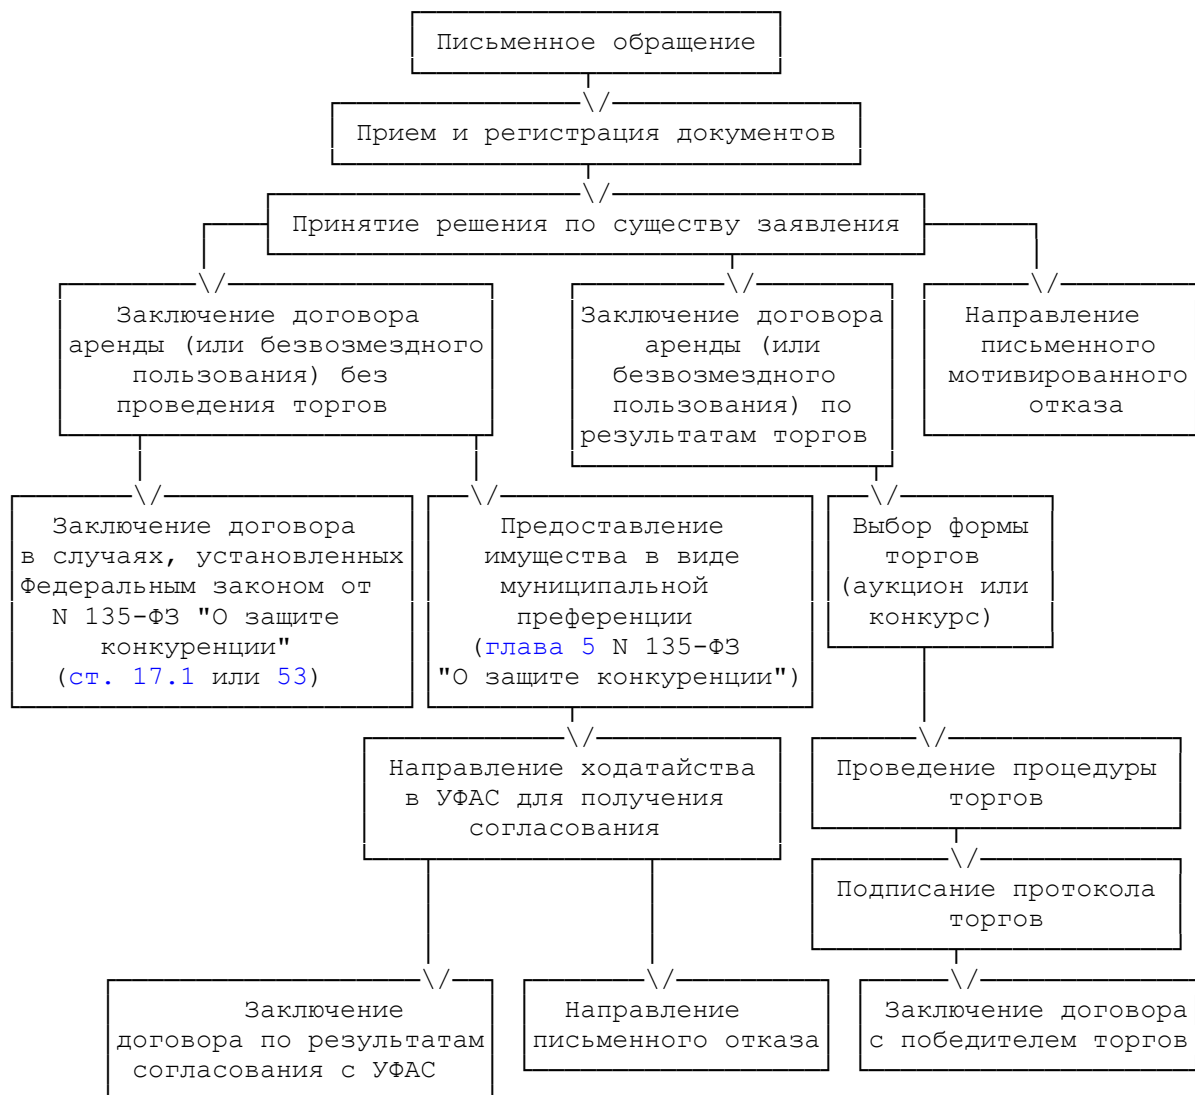 Письменное обращение
Прием и регистрация документов
Принятие решения по существу заявления
Заключение договора
аренды (или безвозмездного
пользования) без
проведения торгов
Заключение договора
аренды (или
безвозмездного
пользования) по
результатам торгов
Направление
письменного
мотивированного
отказа
Заключение договора
в случаях, установленных
Федеральным законом от
N 135-ФЗ "О защите
конкуренции"
(ст. 17.1 или 53)
Предоставление
имущества в виде
муниципальной
преференции
(глава 5 N 135-ФЗ
"О защите конкуренции")
Выбор формы
торгов
(аукцион или
конкурс)
Направление ходатайства
в УФАС для получения
согласования
Проведение процедуры
торгов
Подписание протокола
торгов
Заключение
договора по результатам
согласования с УФАС
Направление
письменного отказа
Заключение договора
с победителем торгов